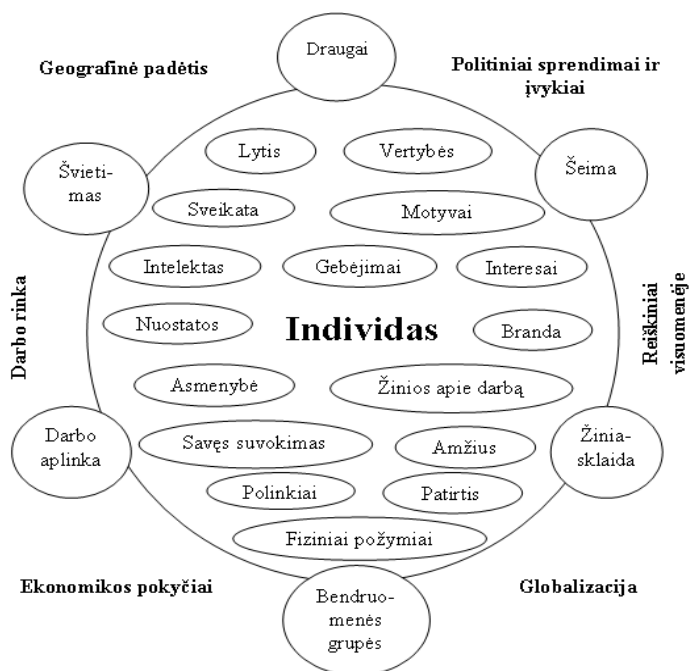 Draugai
Geografinė padėtis
Politiniai sprendimai ir
įvykiai
Lytis
Vertybės
Švieti-
mas
Šeima
Sveikata
Motyvai
Intelektas
Gebėjimai
Interesai
Darbo rinka
Reiškiniai
visuomenėje
Nuostatos
Individas
Branda
Asmenybė
Žinios apie darbą
Darbo
aplinka
Savęs suvokimas
Amžius
Žinia-
sklaida
Polinkiai
Patirtis
Fiziniai požymiai
Ekonomikos pokyčiai
Globalizacija
Bendruo-
menės
grupės